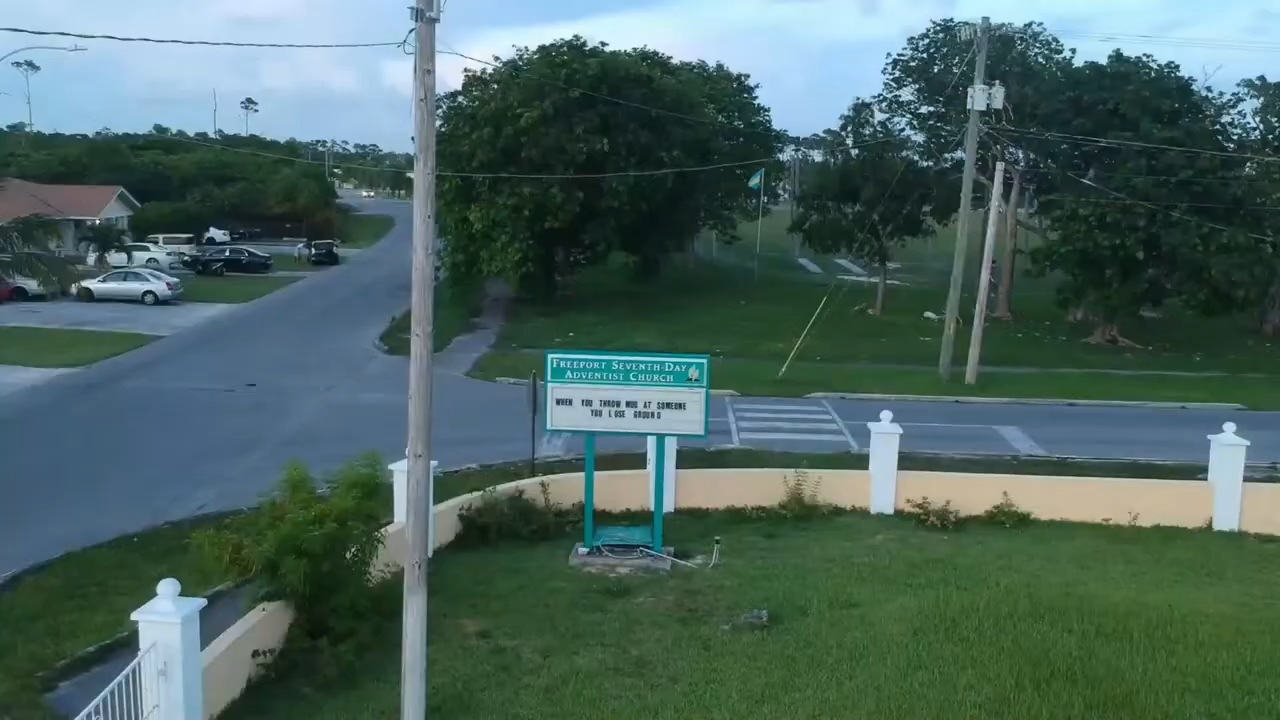 FREEPORT SEVENTH-DAY
ADVENTIST CHURCH
WHEN YOU THROW MUD AT SOMEONE
YOU LOSE GROUND